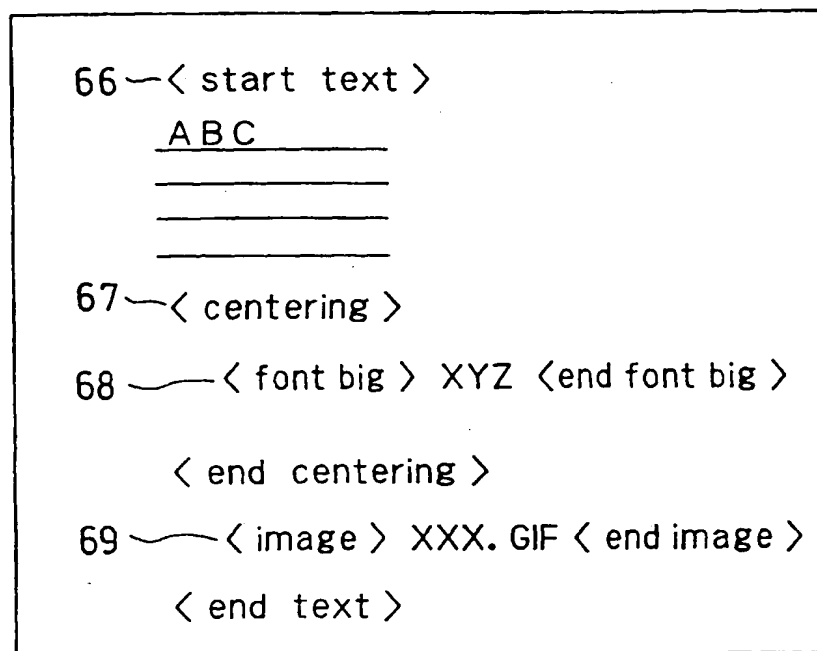 66 < start text >
ABC
67 < centering >
68 < font big > XYZ <end font big >
< end centering >
69 < image > XXX. GIF < end image >
< end text >